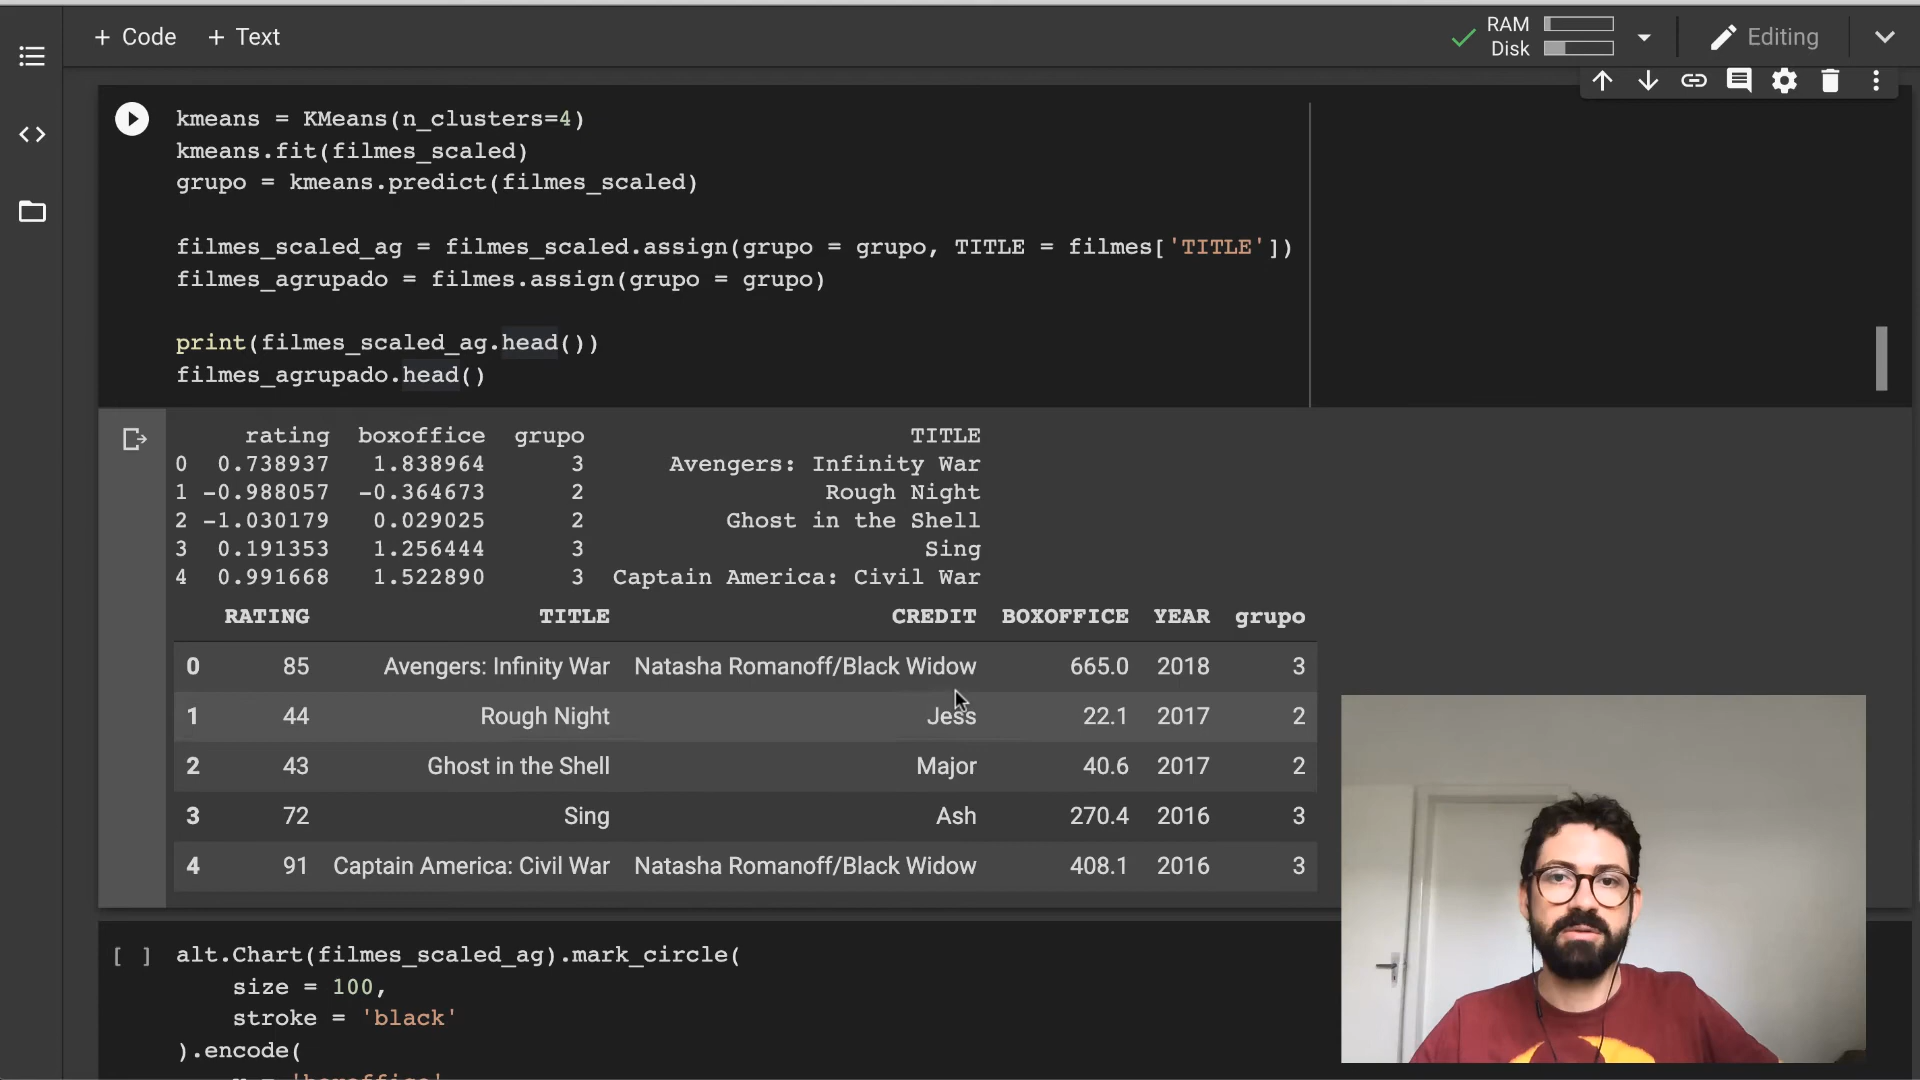 + Code + Text
RAM
Disk
Editing
kmeans = KMeans(n_clusters=4)
kmeans.fit(filmes_scaled)
grupo = kmeans.predict(filmes_scaled)
filmes_scaled_ag = filmes_scaled.assign(grupo = grupo, TITLE = filmes['TITLE'])
filmes_agrupado = filmes.assign(grupo = grupo)
print(filmes_scaled_ag.head())
filmes_agrupado.head()
rating boxoffice grupo TITLE
0 0.738937 1.838964 3 Avengers: Infinity War
1 -0.988057 -0.364673 2 Rough Night
2 -1.030179 0.029025 2 Ghost in the Shell
3 0.191353 1.256444 3 Sing
4 0.991668 1.522890 3 Captain America: Civil War
RATING TITLE CREDIT BOXOFFICE YEAR grupo
0 85 Avengers: Infinity War Natasha Romanoff/Black Widow 665.0 2018 3
1 44 Rough Night Jess 22.1 2017 2
2 43 Ghost in the Shell Major 40.6 2017 2
3 72 Sing Ash 270.4 2016 3
4 91 Captain America: Civil War Natasha Romanoff/Black Widow 408.1 2016 3
[ ] alt.Chart(filmes_scaled_ag).mark_circle(
size = 100,
stroke = 'black'
).encode(